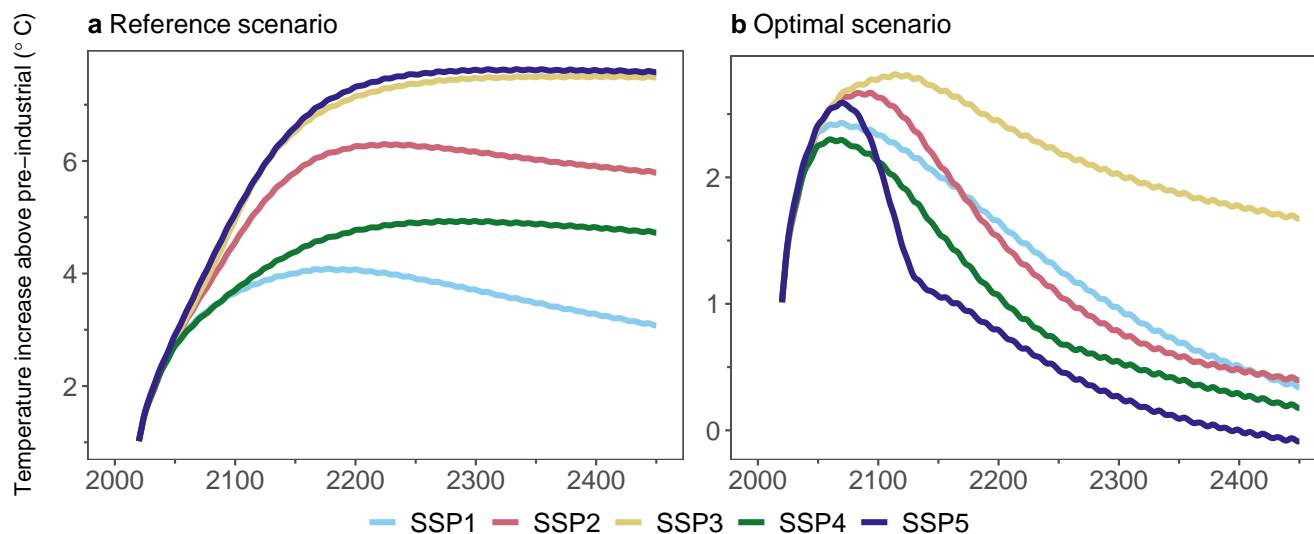 a Reference scenario
b Optimal scenario
Temperature increase above pre−industrial (° C)
6
4
2
2000 2100 2200 2300 2400
2
1
0
2000 2100 2200 2300 2400
SSP1 SSP2 SSP3 SSP4 SSP5